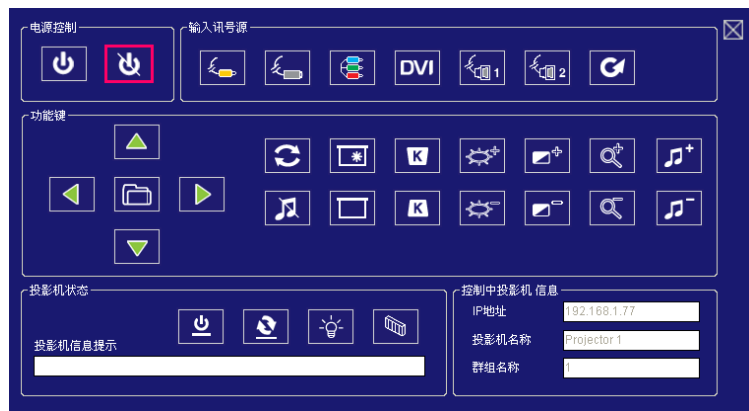 电源控制
输入讯号源
DVI
1
2
功能键
K
K
投影机状态
投影机信息提示
控制中投影机 信息
IP地址 192.168.1.77
投影机名称 Projector 1
群组名称 1